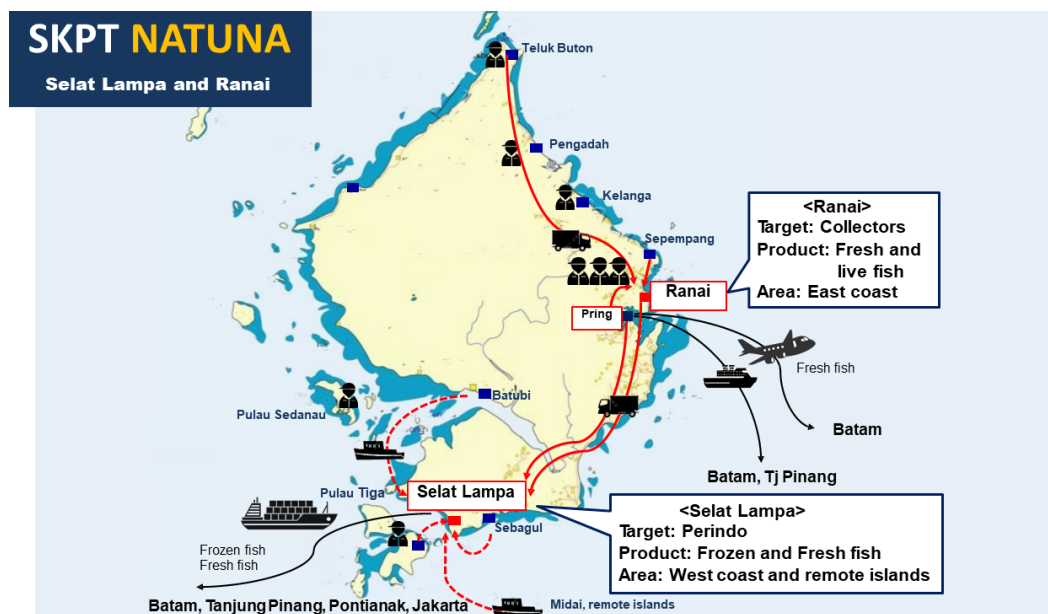 SKPT NATUNA
Selat Lampa and Ranai
Teluk Buton
Pengadah
Kelanga
Sepempang
<Ranai>
Target: Collectors
Product: Fresh and
live fish
Area: East coast
Ranai
Pring
Fresh fish
Batubi
Pulau Sedanau
Batam
Batam, Tj Pinang
Selat Lampa
Pulau Tiga
Sebagul
<Selat Lampa>
Target: Perindo
Product: Frozen and Fresh fish
Area: West coast and remote islands
Frozen fish
Fresh fish
Batam, Tanjung Pinang, Pontianak, Jakarta
Midai, remote islands